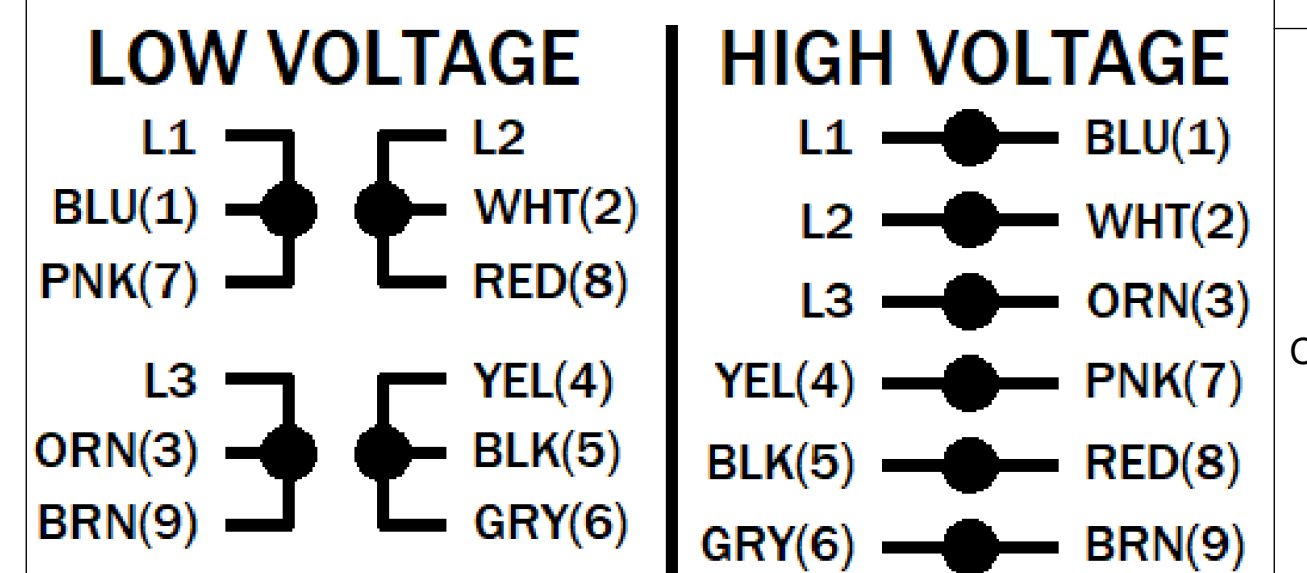 LOW VOLTAGE
L1
L2
BLU(1)
WHT(2)
PNK(7)
RED(8)
L3
YEL(4)
ORN(3)
BLK(5)
BRN(9)
GRY(6)
HIGH VOLTAGE
L1 BLU(1)
L2 WHT(2)
L3 ORN(3)
YEL(4) PNK(7)
BLK(5) RED(8)
GRY(6) BRN(9)